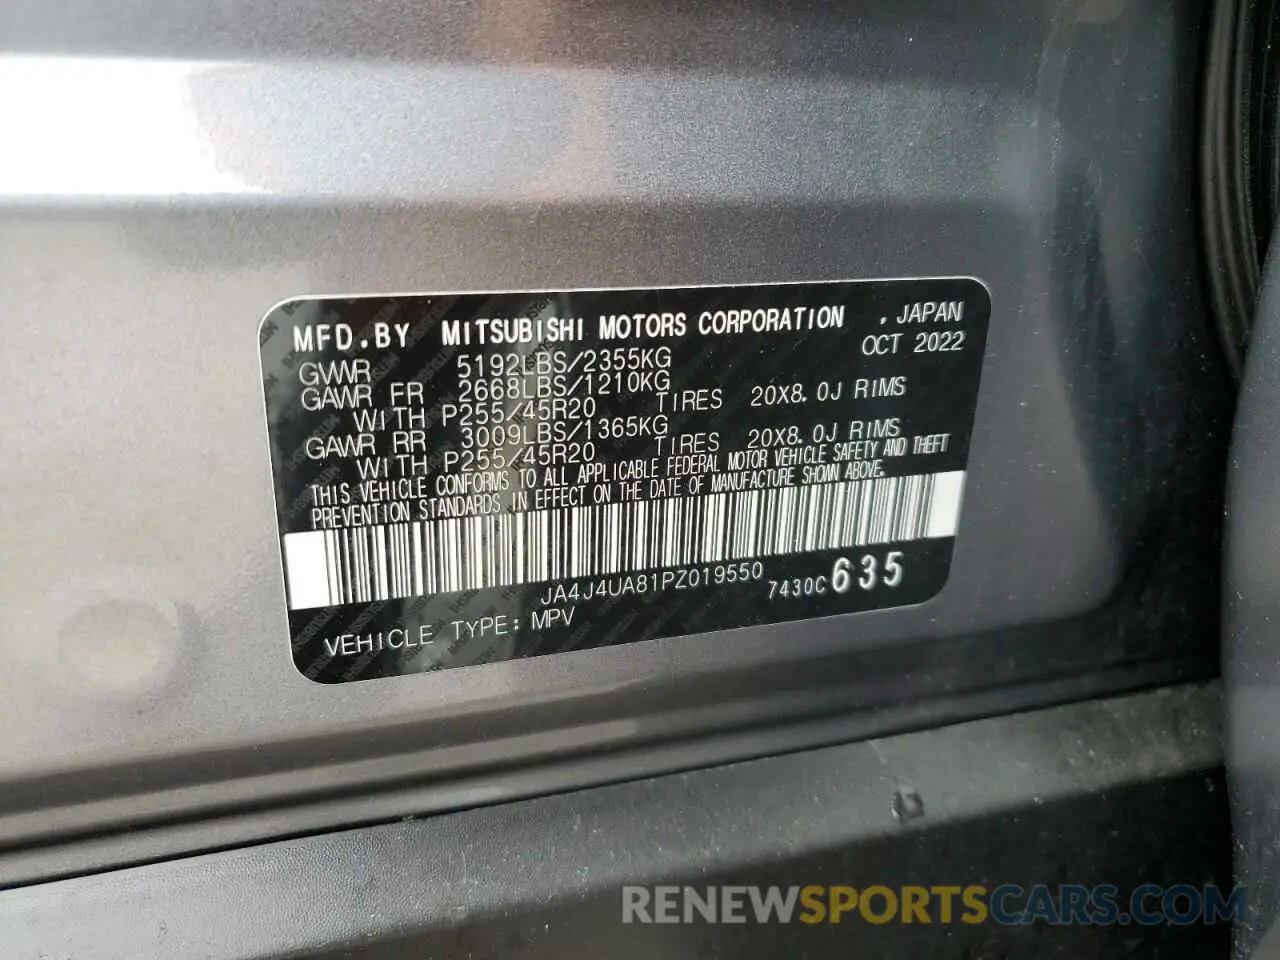 MFD.BY MITSUBISHI MOTORS CORPORATION .JAPAN
GVWR 5192LBS/2355KG OCT 2022
GAWR FR 2668LBS/1210KG
WITH P255/45R20 TIRES 20X8.0J RIMS
GAWR RR 3009LBS/1365KG
WITH P255/45R20 TIRES 20X8.0J RIMS
THIS VEHICLE CONFORMS TO ALL APPLICABLE FEDERAL MOTOR VEHICLE SAFETY AND THEFT
PREVENTION STANDARDS IN EFFECT ON THE DATE OF MANUFACTURE SHOWN ABOVE.
JA4J4UA81PZ019550 7430C 635
VEHICLE TYPE: MPV
RENEWSPORTSCARS.COM